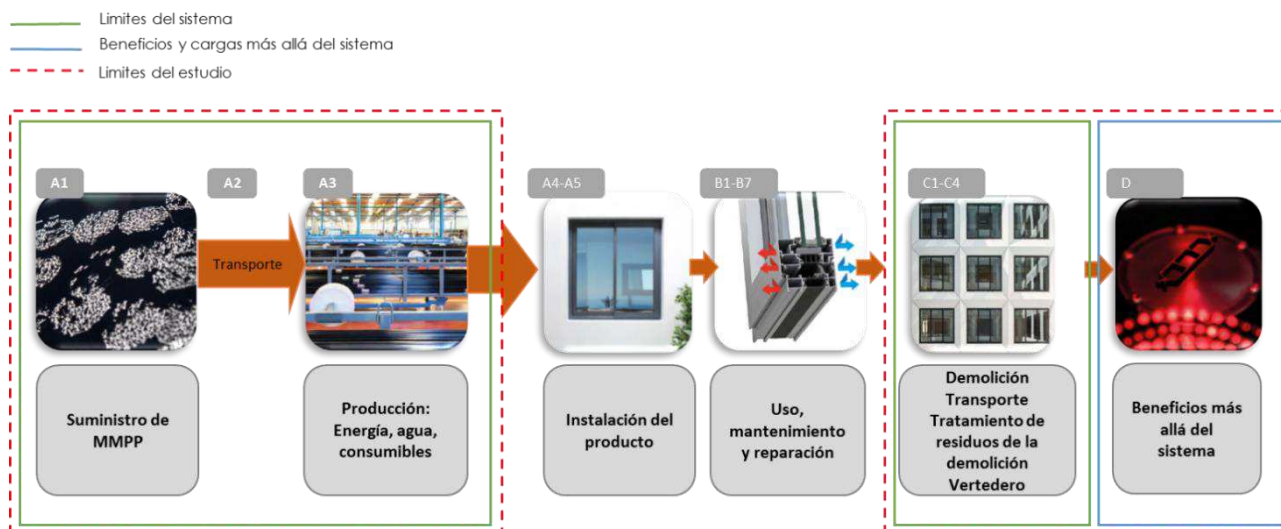 Limites del sistema
Beneficios y cargas más allá del sistema
Limites del estudio
A1
A2
A3
A4-A5
B1-B7
C1-C4
D
Transporte
Suministro de
MMPP
Producción:
Energía, agua,
consumibles
Instalación del
producto
Uso,
mantenimiento
y reparación
Demolición
Transporte
Tratamiento de
residuos de la
demolición
Vertedero
Beneficios más
allá del
sistema